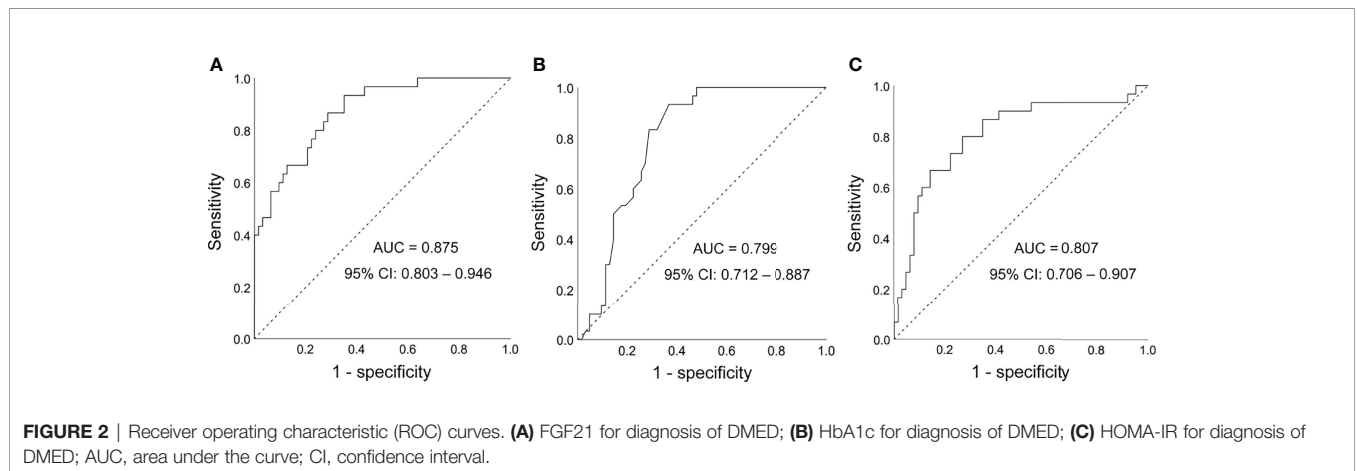 A
B
C
1.0
0.8
0.6
0.4
0.2
0.0
Sensitivity
AUC = 0.875
95% CI: 0.803 – 0.946
0.2 0.4 0.6 0.8 1.0
1 - specificity
1.0
0.8
0.6
0.4
0.2
0.0
Sensitivity
AUC = 0.799
95% CI: 0.712 – 0.887
0.2 0.4 0.6 0.8 1.0
1 - specificity
1.0
0.8
0.6
0.4
0.2
0.0
Sensitivity
AUC = 0.807
95% CI: 0.706 – 0.907
0.2 0.4 0.6 0.8 1.0
1 - specificity
FIGURE 2 | Receiver operating characteristic (ROC) curves. (A) FGF21 for diagnosis of DMED; (B) HbA1c for diagnosis of DMED; (C) HOMA-IR for diagnosis of
DMED; AUC, area under the curve; CI, confidence interval.